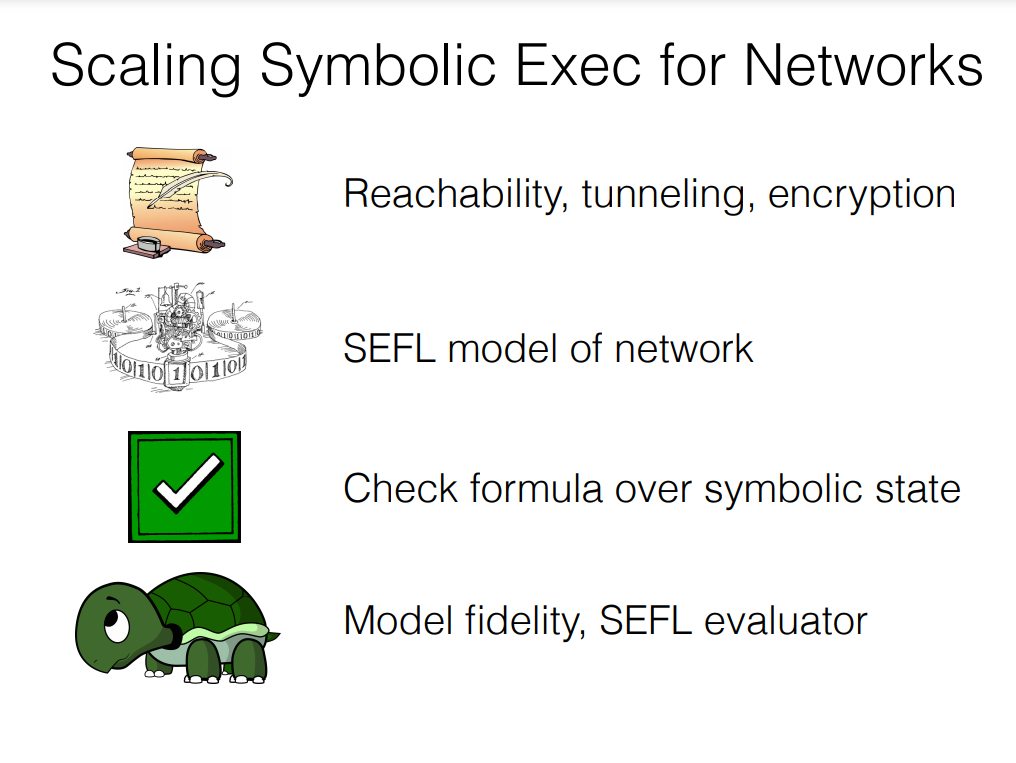 Scaling Symbolic Exec for Networks
Reachability, tunneling, encryption
SEFL model of network
Check formula over symbolic state
Model fidelity, SEFL evaluator